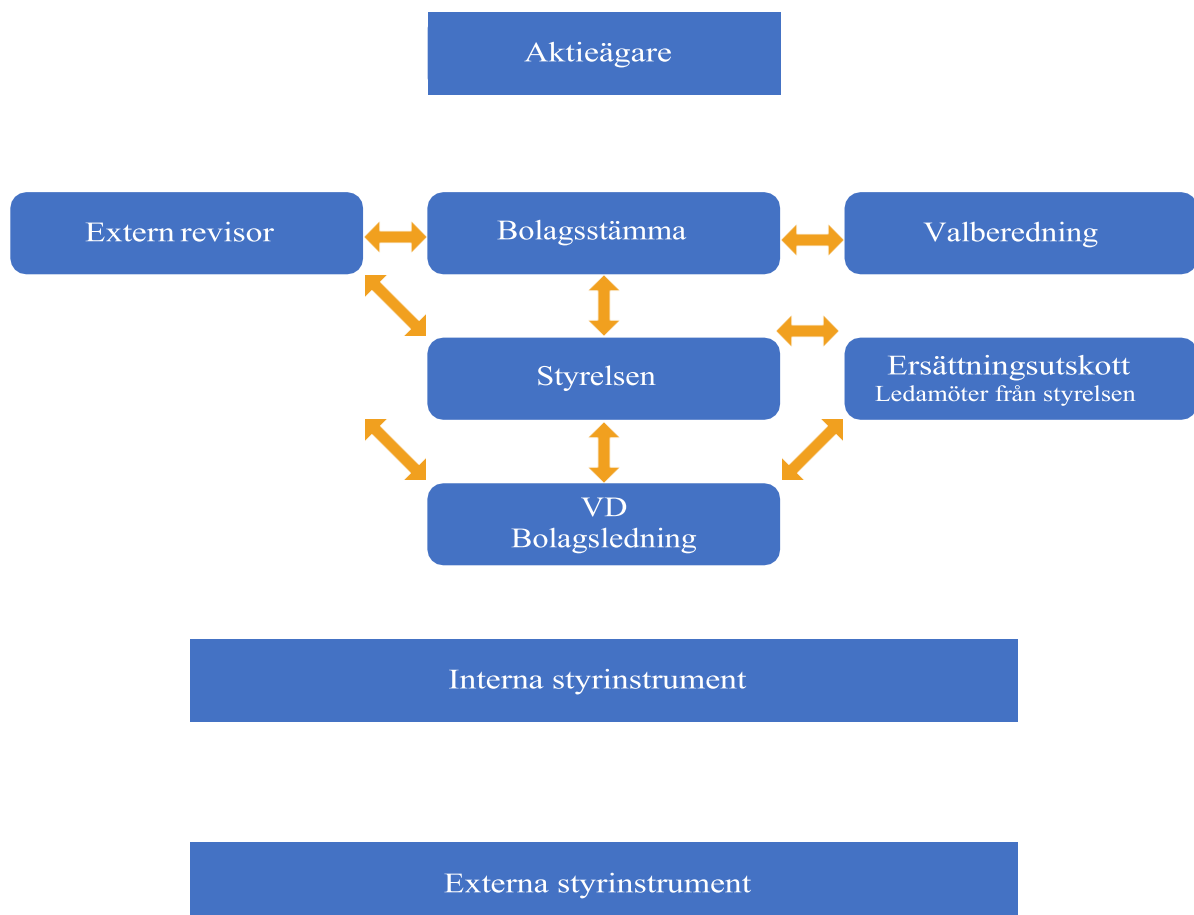 Aktieägare
Extern revisor
Bolagsstämma
Valberedning
Styrelsen
Ersättningsutskott
Ledamöter från styrelsen
VD
Bolagsledning
Interna styrinstrument
Externa styrinstrument